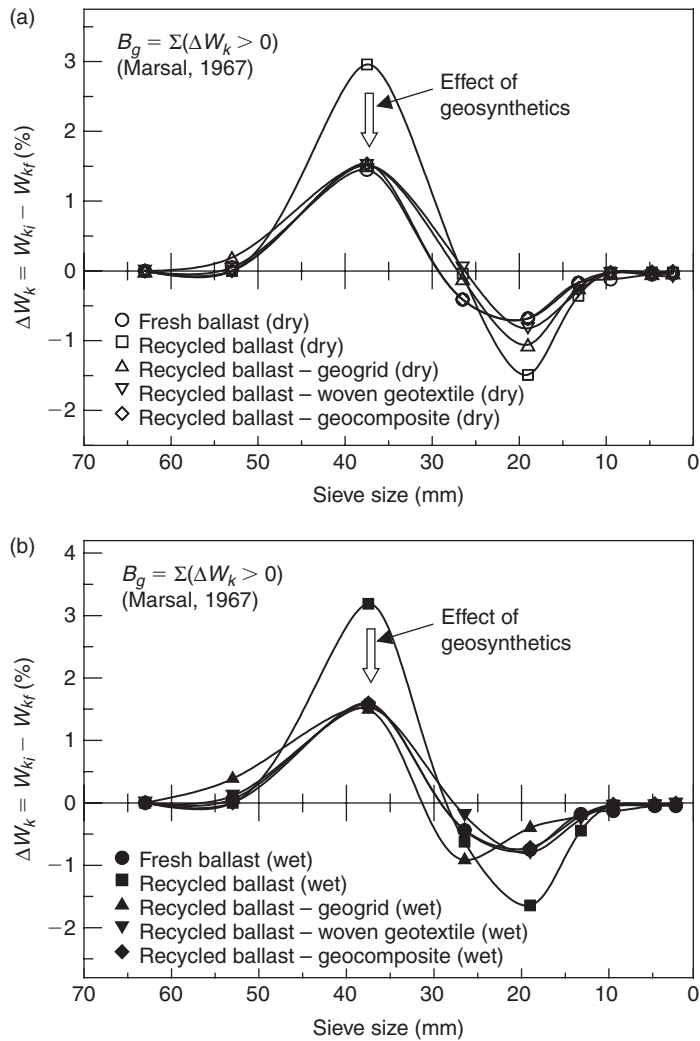 (a)
B_g = Σ(ΔW_k > 0)
(Marsal, 1967)
Effect of
geosynthetics
3
2
1
0
−1
−2
ΔW_k = W_ki − W_kf (%)
Fresh ballast (dry)
Recycled ballast (dry)
Recycled ballast – geogrid (dry)
Recycled ballast – woven geotextile (dry)
Recycled ballast – geocomposite (dry)
70 60 50 40 30 20 10 0
Sieve size (mm)
(b)
B_g = Σ(ΔW_k > 0)
(Marsal, 1967)
Effect of
geosynthetics
4
3
2
1
0
−1
−2
ΔW_k = W_ki − W_kf (%)
Fresh ballast (wet)
Recycled ballast (wet)
Recycled ballast – geogrid (wet)
Recycled ballast – woven geotextile (wet)
Recycled ballast – geocomposite (wet)
70 60 50 40 30 20 10 0
Sieve size (mm)